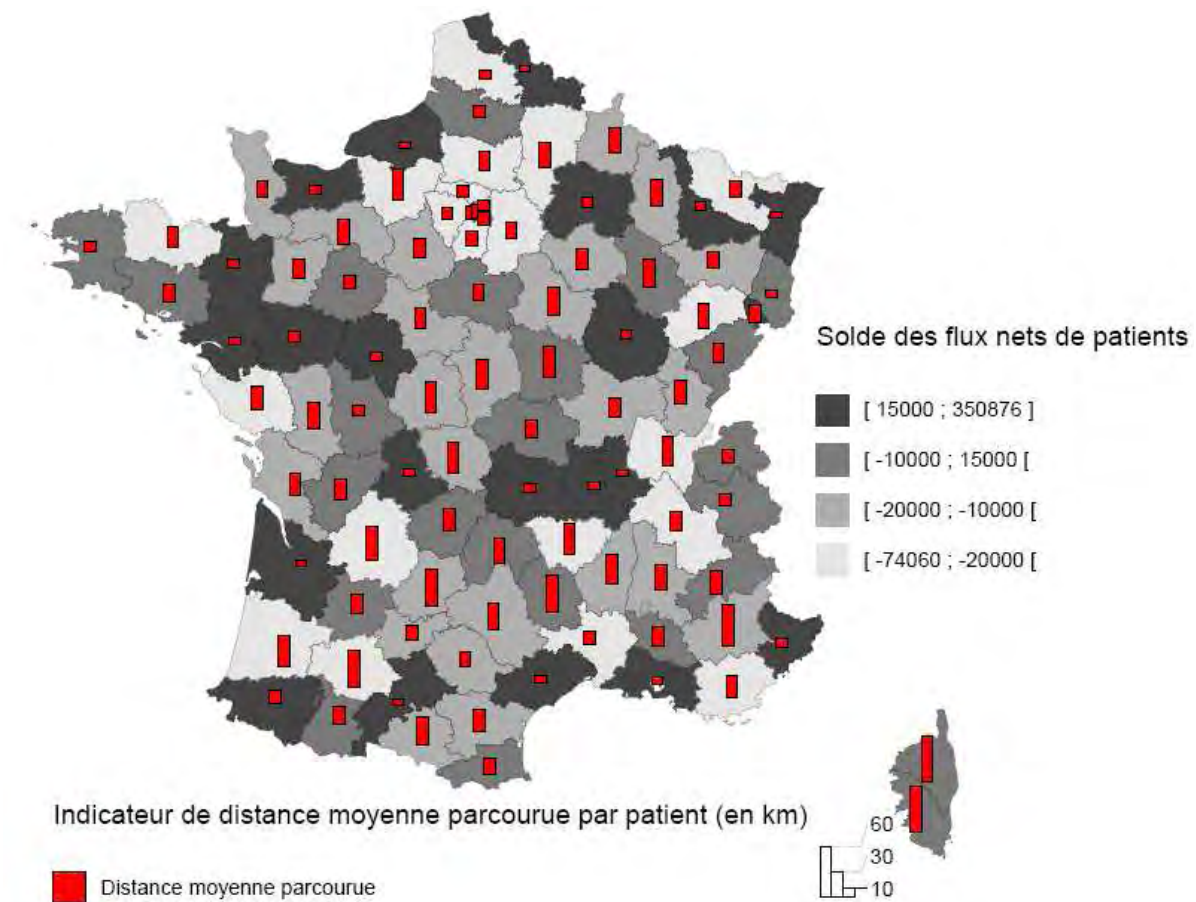 Solde des flux nets de patients
[ 15000 ; 350876 ]
[ -10000 ; 15000 [
[ -20000 ; -10000 [
[ -74060 ; -20000 [
Indicateur de distance moyenne parcourue par patient (en km)
60
30
10
Distance moyenne parcourue